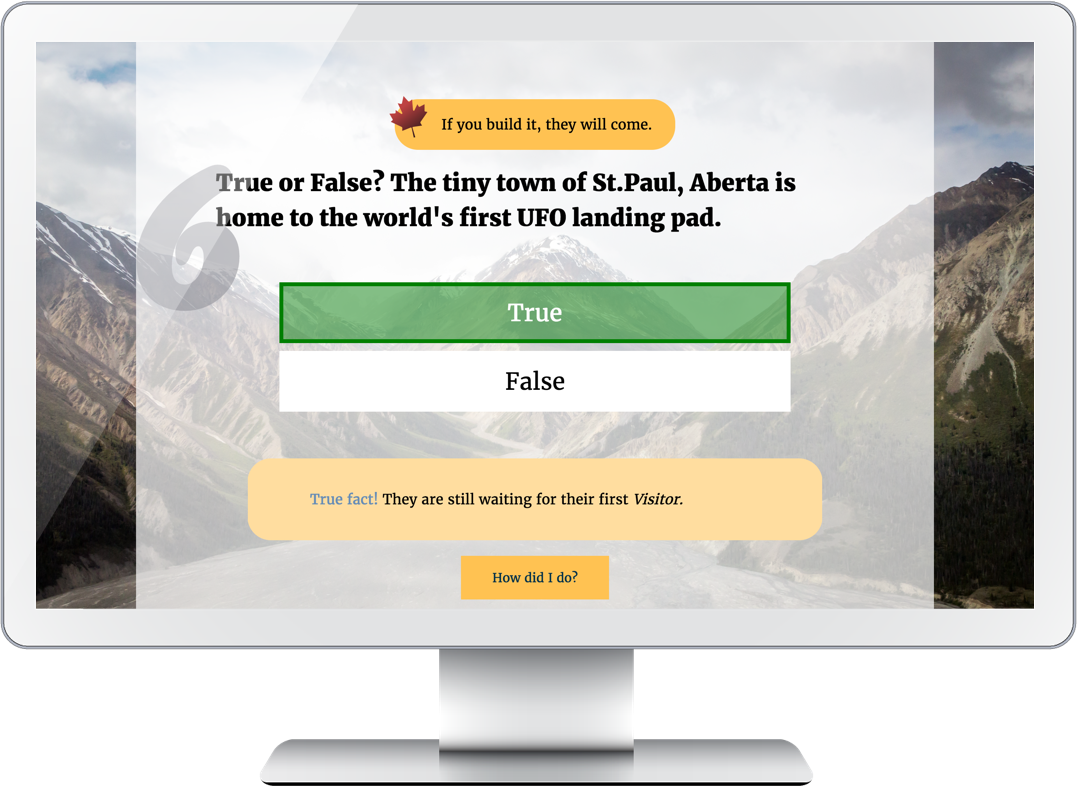 If you build it, they will come.
6
True or False? The tiny town of St.Paul, Aberta is
home to the world's first UFO landing pad.
True
False
True fact! They are still waiting for their first Visitor.
How did I do?